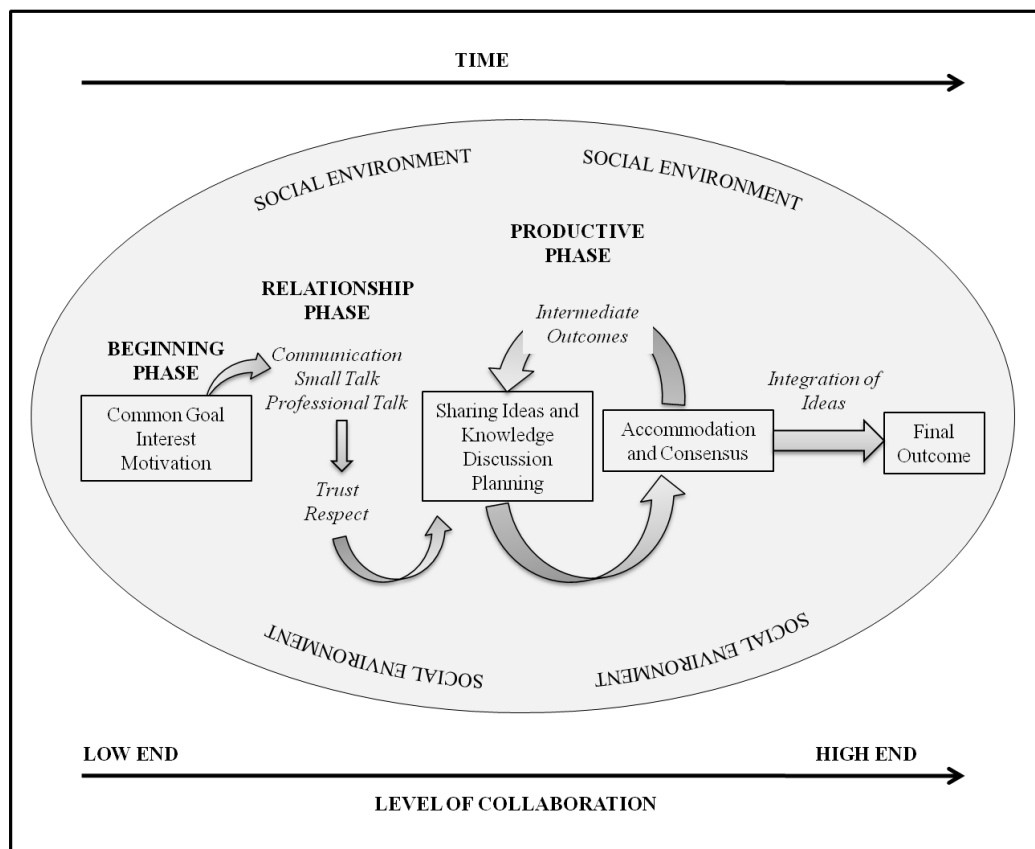 TIME
SOCIAL ENVIRONMENT
SOCIAL ENVIRONMENT
PRODUCTIVE
PHASE
RELATIONSHIP
PHASE
Intermediate
Outcomes
BEGINNING
PHASE
Communication
Small Talk
Professional Talk
Common Goal
Interest
Motivation
Trust
Respect
Sharing Ideas and
Knowledge
Discussion
Planning
Accommodation
and Consensus
Integration of
Ideas
Final
Outcome
SOCIAL ENVIRONMENT
SOCIAL ENVIRONMENT
LOW END
HIGH END
LEVEL OF COLLABORATION